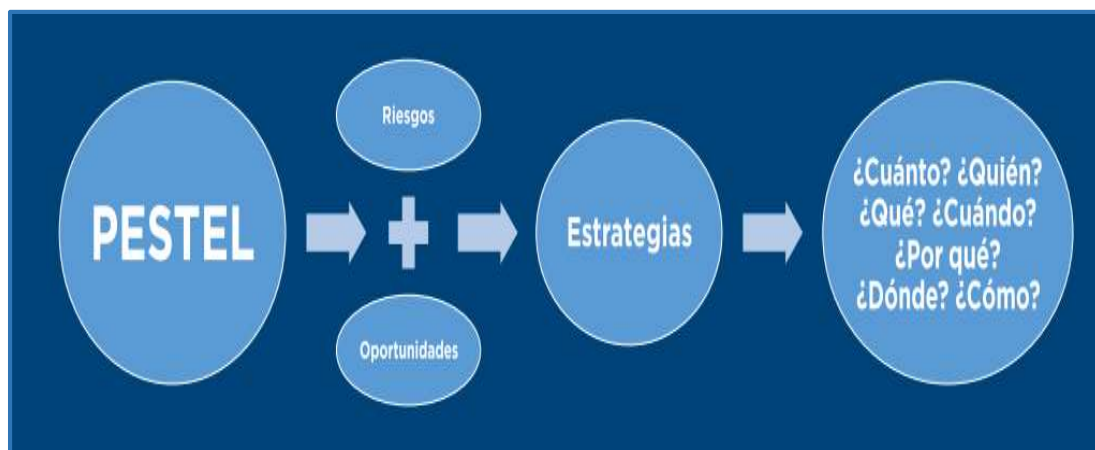 PESTEL
Riesgos
Oportunidades
Estrategias
¿Cuánto? ¿Quién?
¿Qué? ¿Cuándo?
¿Por qué?
¿Dónde? ¿Cómo?